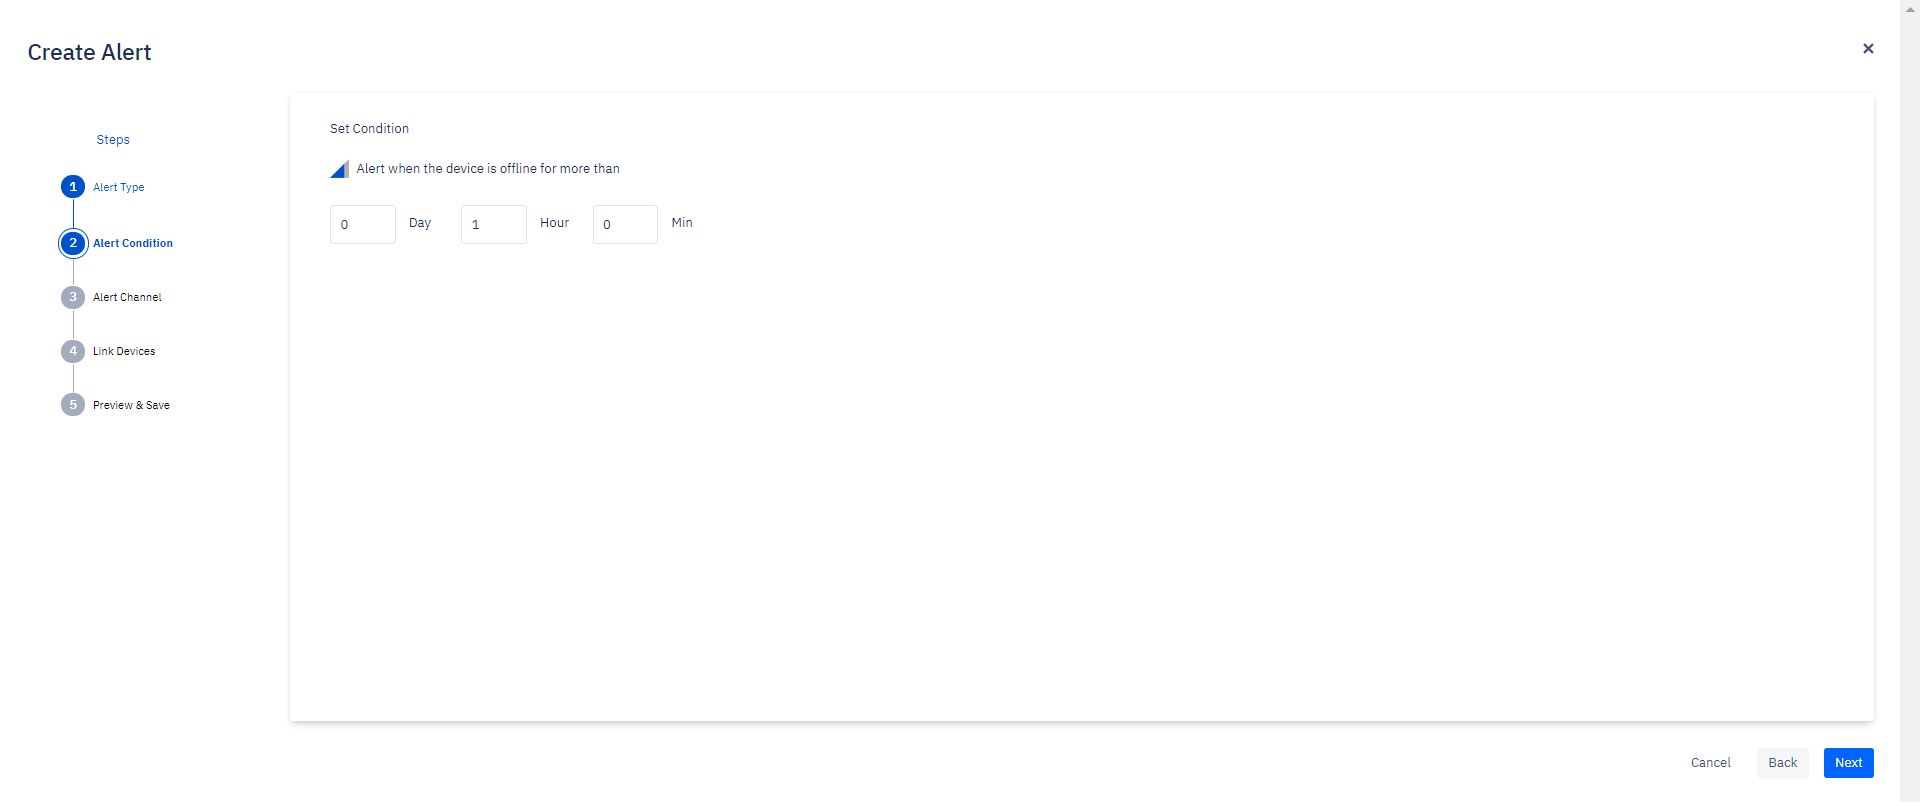 Create Alert
×
Steps
1 Alert Type
2 Alert Condition
3 Alert Channel
4 Link Devices
5 Preview & Save
Set Condition
Alert when the device is offline for more than
0 Day 1 Hour 0 Min
Cancel Back Next